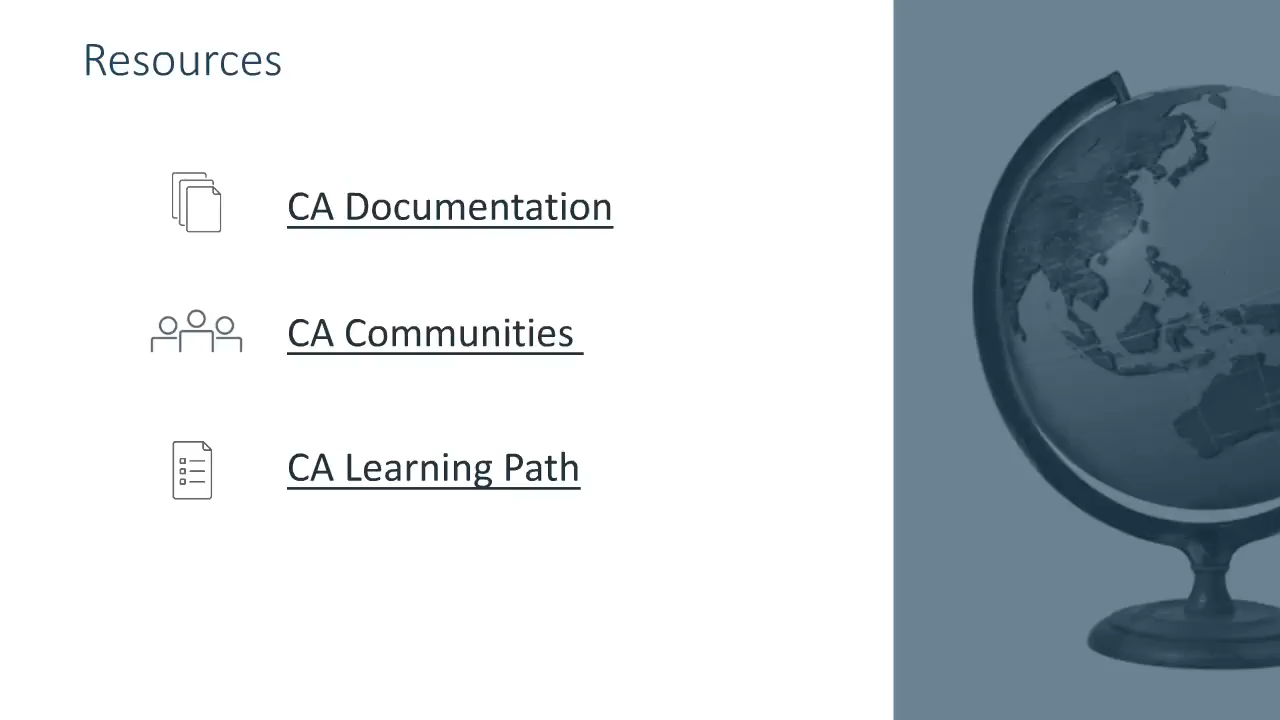 Resources
CA Documentation
CA Communities
CA Learning Path